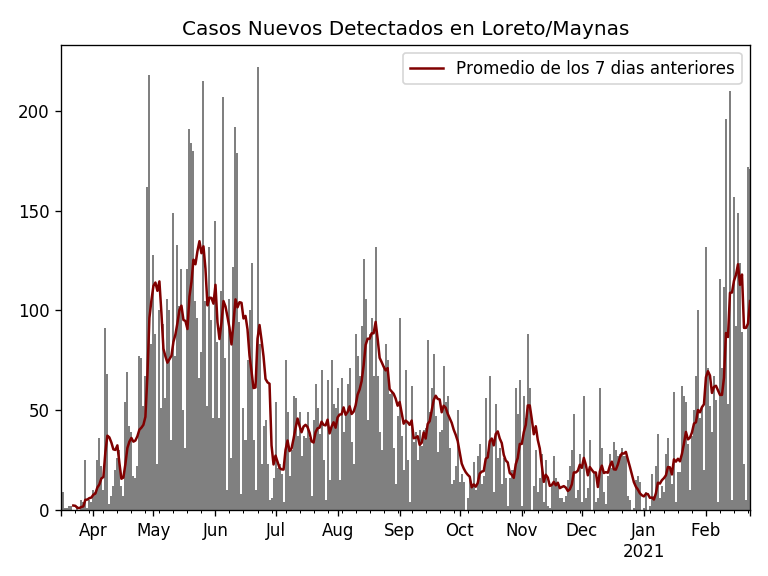 Casos Nuevos Detectados en Loreto/Maynas
Promedio de los 7 dias anteriores
200
150
100
50
0
Apr May Jun Jul Aug Sep Oct Nov Dec Jan Feb
2021